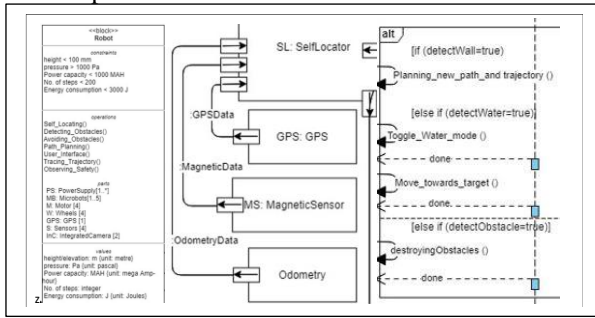 <<block>>
Robot
constraints
height < 100 mm
pressure > 1000 Pa
Power capacity < 1000 MAH
No. of steps < 200
Energy consumption < 3000 J
operations
Self_Locating()
Detecting_Obstacles()
Avoiding_Obstacles()
Path_Planning()
User_Interface()
Tracing_Trajectory()
Observing_Safety()
parts
PS: PowerSupply[1..*]
MB: Microbots[1..5]
M: Motor [4]
W: Wheels [4]
GPS: GPS [1]
S: Sensors [4]
InC: IntegratedCamera [2]
values
height/elevation: m {unit: metre}
pressure: Pa {unit: pascal}
Power capacity: MAH {unit: mega Amp-
hour}
No. of steps: integer
Energy consumption: J {unit: Joules}
z.
SL: SelfLocator
:GPSData
GPS: GPS
:MagneticData
MS: MagneticSensor
:OdometryData
Odometry
alt
[if (detectWall=true)
Planning_new_path_and trajectory ()
[else if (detectWater=true)
Toggle_Water_mode ()
done
Move_towards_target ()
done
[else if (detectObstacle=true)]
destroyingObstacles ()
done